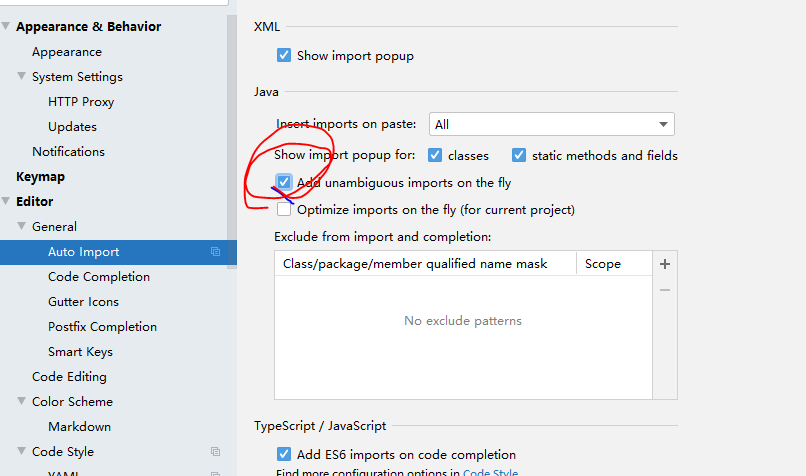 Appearance & Behavior
Appearance
System Settings
HTTP Proxy
Updates
Notifications
Keymap
Editor
General
Auto Import
Code Completion
Gutter Icons
Postfix Completion
Smart Keys
Code Editing
Color Scheme
Markdown
Code Style
YAML
XML
Show import popup
Java
Insert imports on paste: All
Show import popup for: classes static methods and fields
Add unambiguous imports on the fly
Optimize imports on the fly (for current project)
Exclude from import and completion:
Class/package/member qualified name mask Scope
No exclude patterns
TypeScript / JavaScript
Add ES6 imports on code completion
Find more configuration options in Code Style